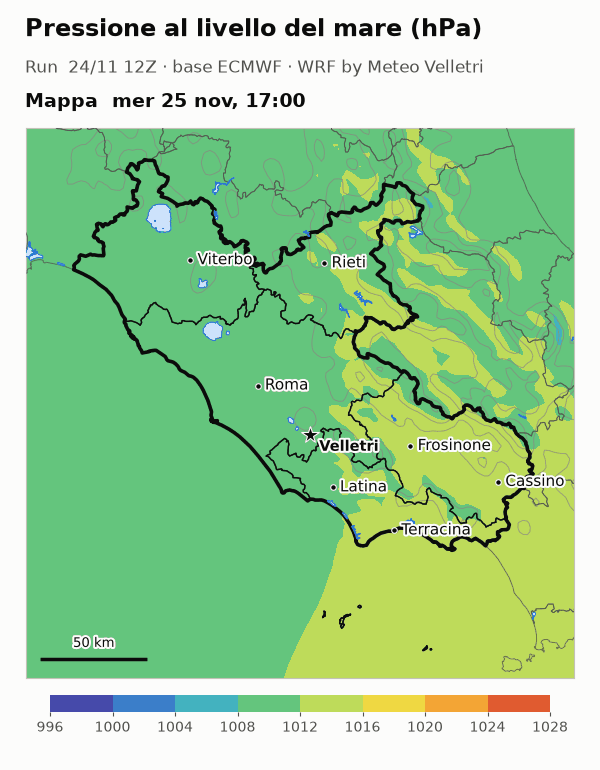 Pressione al livello del mare (hPa)
Run  24/11 12Z · base ECMWF · WRF by Meteo Velletri
Mappa  mer 25 nov, 17:00
Viterbo
Rieti
Roma
Velletri
Frosinone
Cassino
Latina
Terracina
50 km
996 1000 1004 1008 1012 1016 1020 1024 1028